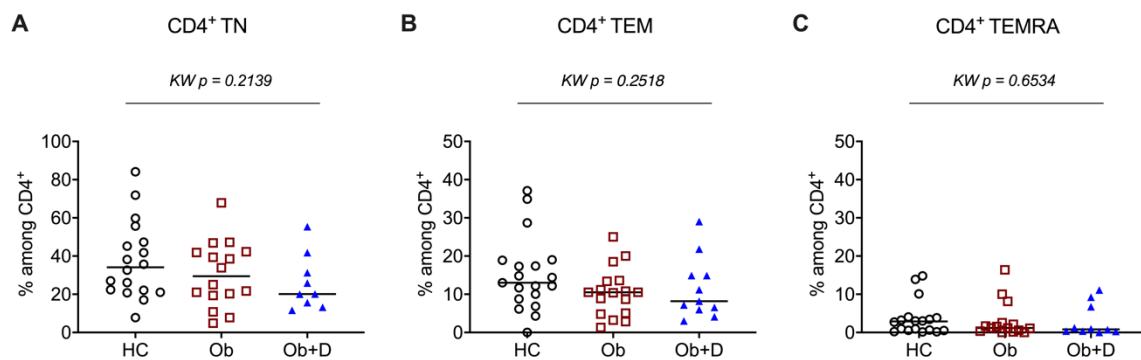 A
CD4⁺ TN
KW p = 0.2139
% among CD4⁺
100
80
60
40
20
0
HC Ob Ob+D
B
CD4⁺ TEM
KW p = 0.2518
% among CD4⁺
50
40
30
20
10
0
HC Ob Ob+D
C
CD4⁺ TEMRA
KW p = 0.6534
% among CD4⁺
50
40
30
20
10
0
HC Ob Ob+D